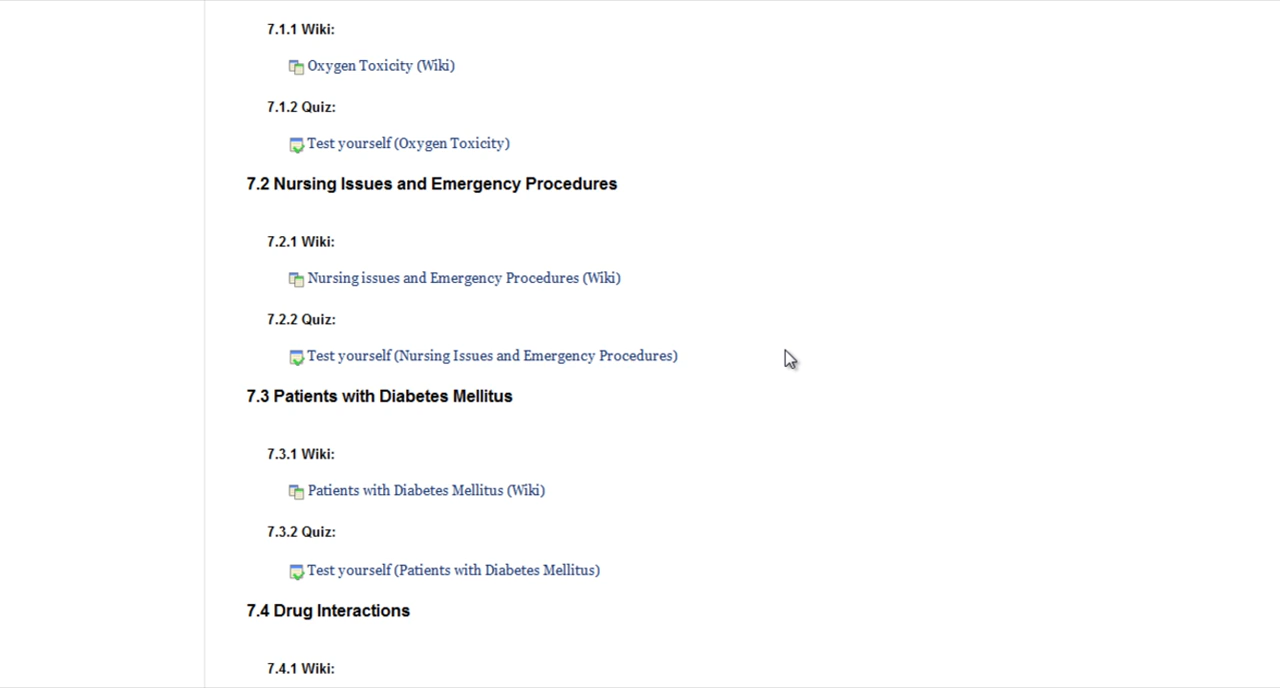 7.1.1 Wiki:
Oxygen Toxicity (Wiki)
7.1.2 Quiz:
Test yourself (Oxygen Toxicity)
7.2 Nursing Issues and Emergency Procedures
7.2.1 Wiki:
Nursing issues and Emergency Procedures (Wiki)
7.2.2 Quiz:
Test yourself (Nursing Issues and Emergency Procedures)
7.3 Patients with Diabetes Mellitus
7.3.1 Wiki:
Patients with Diabetes Mellitus (Wiki)
7.3.2 Quiz:
Test yourself (Patients with Diabetes Mellitus)
7.4 Drug Interactions
7.4.1 Wiki: